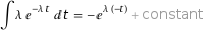 ∫ λ e^(-λ t) dt = -e^(λ (-t)) + constant